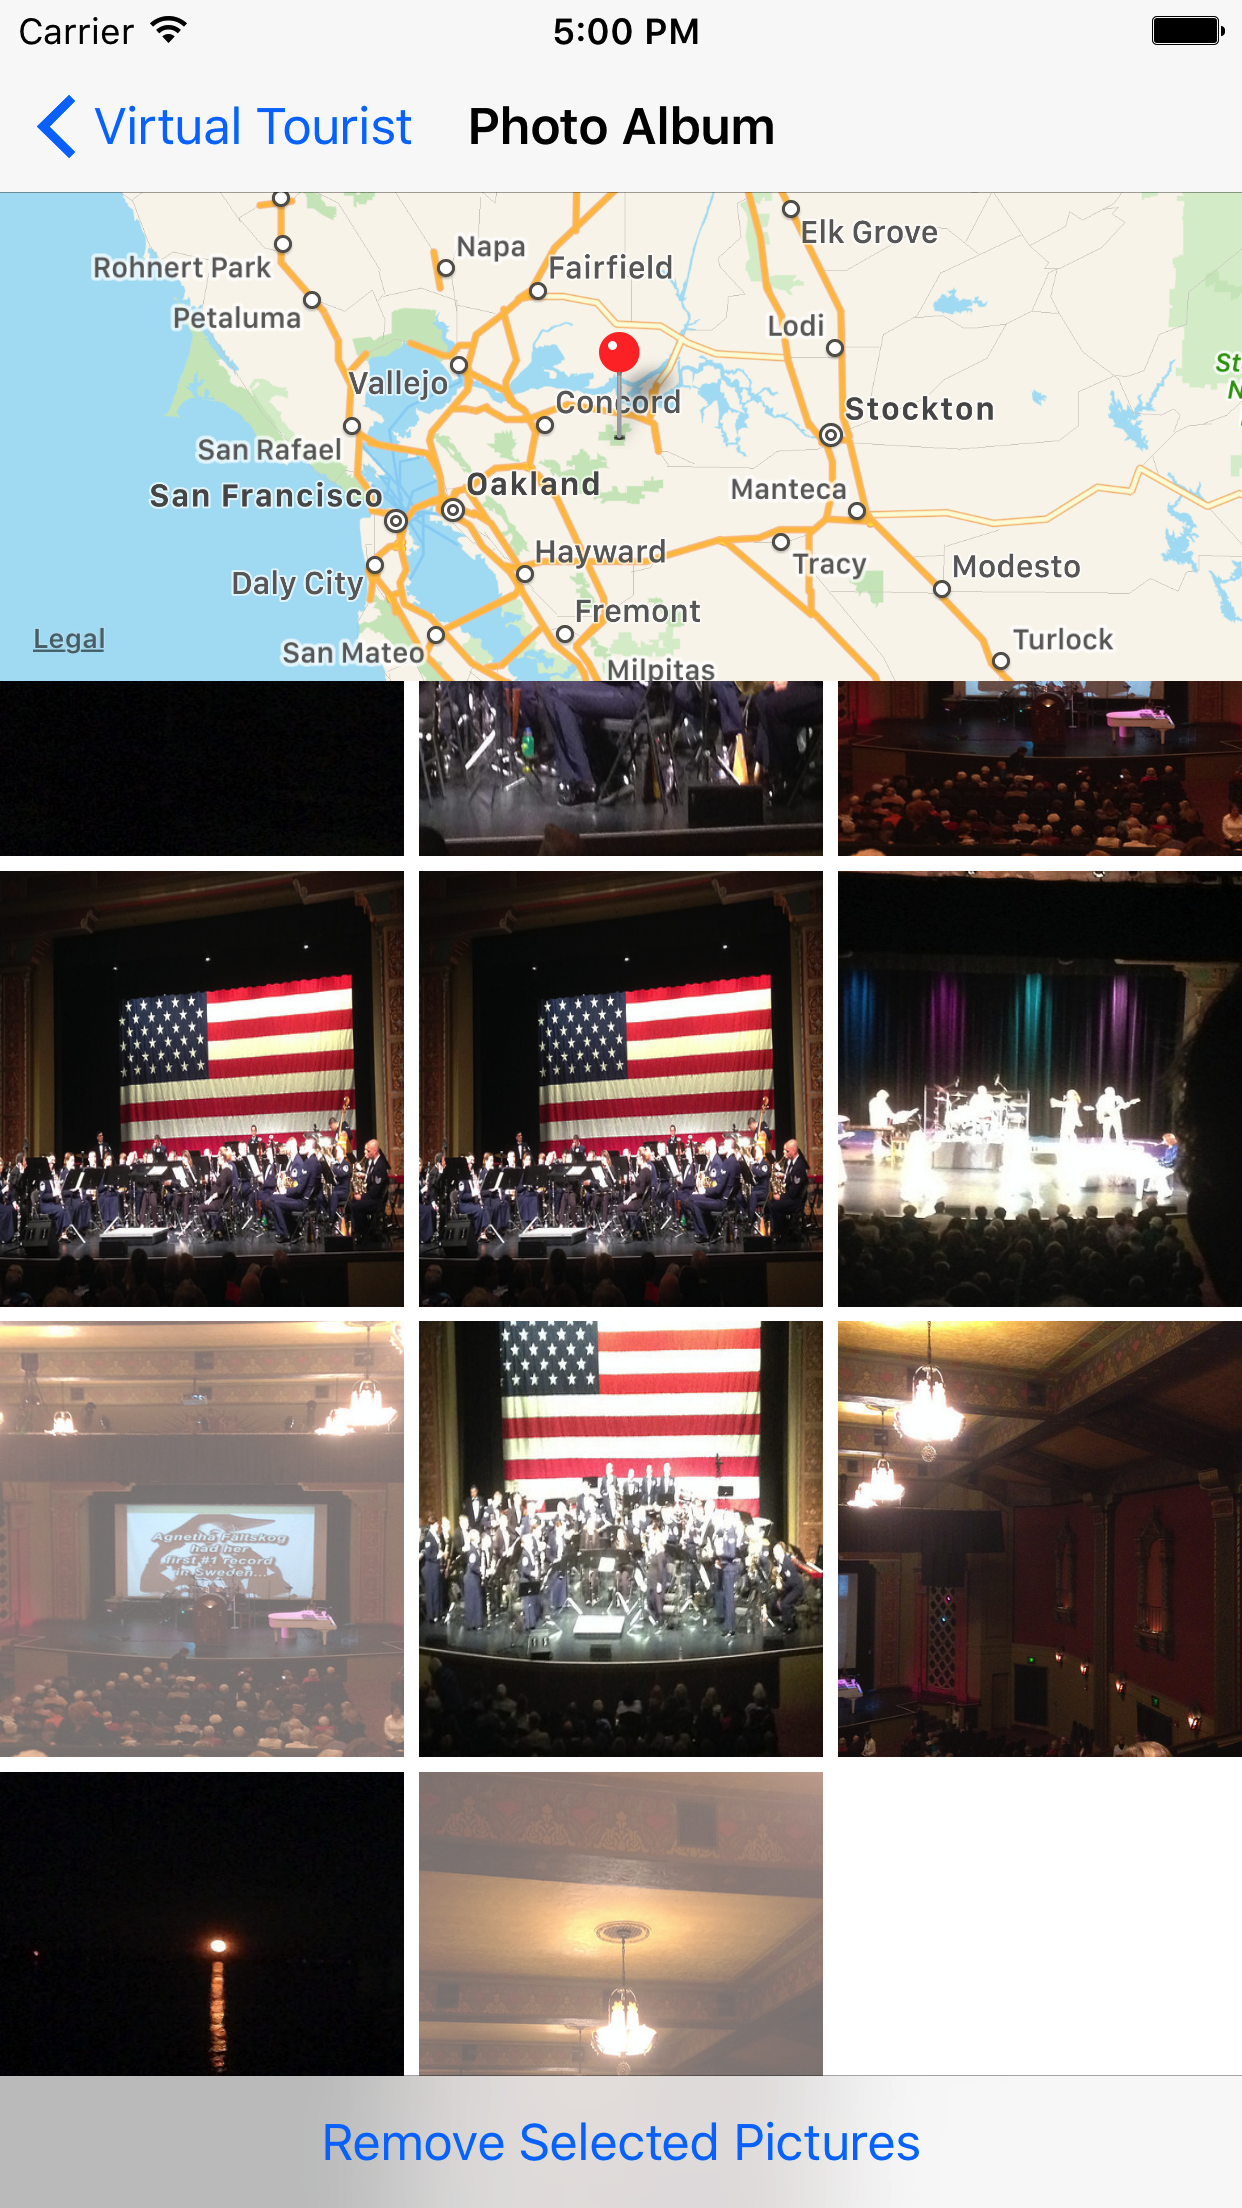 Carrier 5:00 PM
Virtual Tourist Photo Album
Elk Grove
Napa
Rohnert Park
Fairfield
Petaluma
Lodi
St
Vallejo
N
Concord
Stockton
San Rafael
Oakland
Manteca
San Francisco
Hayward
Tracy
Modesto
Daly City
Fremont
Legal
Turlock
San Mateo
Milpitas
Agnetha Fältskog
had her
first #1 record
in Sweden...
Remove Selected Pictures